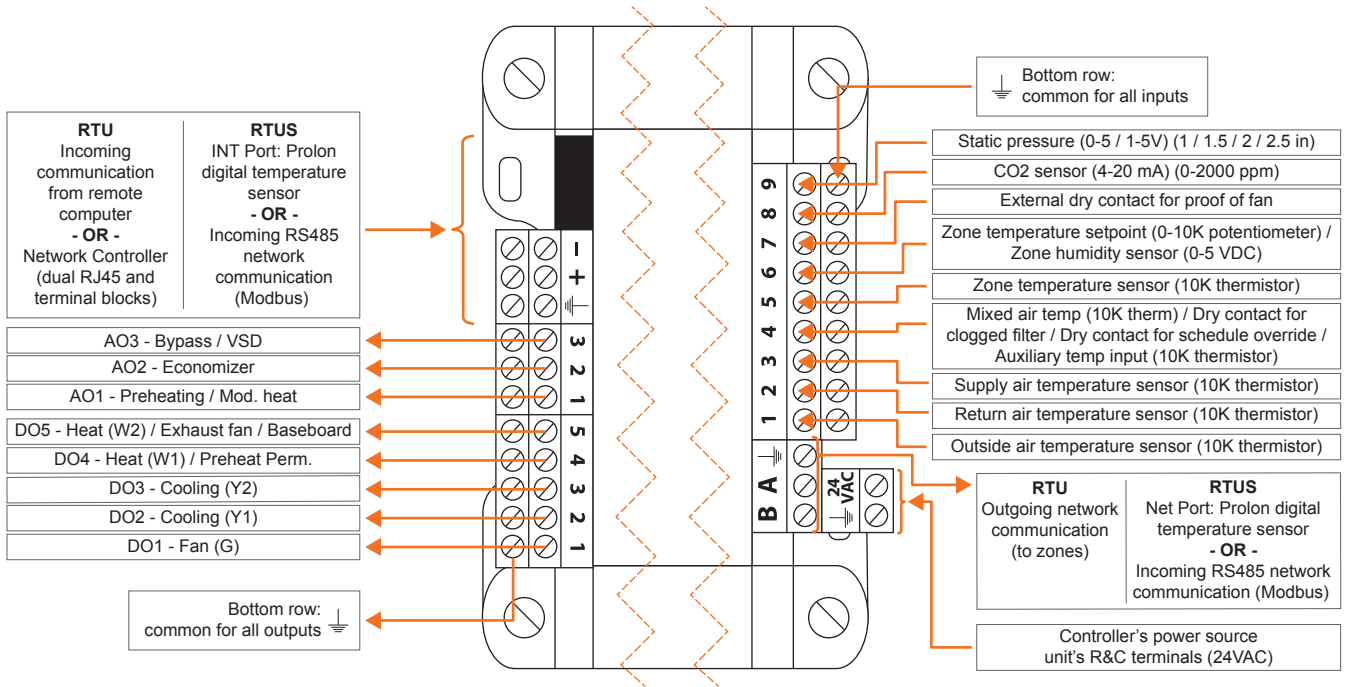 RTU
Incoming
communication
from remote
computer
- OR -
Network Controller
(dual RJ45 and
terminal blocks)
RTUS
INT Port: Prolon
digital temperature
sensor
- OR -
Incoming RS485
network
communication
(Modbus)
AO3 - Bypass / VSD
AO2 - Economizer
AO1 - Preheating / Mod. heat
DO5 - Heat (W2) / Exhaust fan / Baseboard
DO4 - Heat (W1) / Preheat Perm.
DO3 - Cooling (Y2)
DO2 - Cooling (Y1)
DO1 - Fan (G)
Bottom row:
common for all outputs
-
+
3
2
1
5
4
3
2
1
9
8
7
6
5
4
3
2
1
A
B
24
VAC
Bottom row:
common for all inputs
Static pressure (0-5 / 1-5V) (1 / 1.5 / 2 / 2.5 in)
CO2 sensor (4-20 mA) (0-2000 ppm)
External dry contact for proof of fan
Zone temperature setpoint (0-10K potentiometer) /
Zone humidity sensor (0-5 VDC)
Zone temperature sensor (10K thermistor)
Mixed air temp (10K therm) / Dry contact for
clogged filter / Dry contact for schedule override /
Auxiliary temp input (10K thermistor)
Supply air temperature sensor (10K thermistor)
Return air temperature sensor (10K thermistor)
Outside air temperature sensor (10K thermistor)
RTU
Outgoing network
communication
(to zones)
RTUS
Net Port: Prolon digital
temperature sensor
- OR -
Incoming RS485 network
communication (Modbus)
Controller's power source
unit's R&C terminals (24VAC)